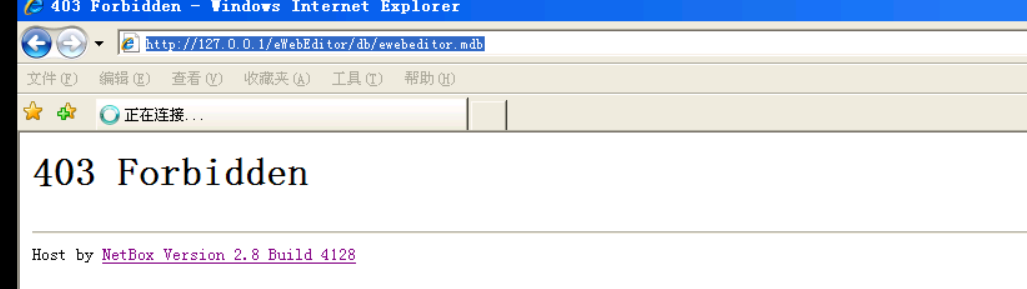 403 Forbidden - Windows Internet Explorer
http://127.0.0.1/eWebEditor/db/ewebeditor.mdb
文件(F) 编辑(E) 查看(V) 收藏夹(A) 工具(T) 帮助(H)
正在连接...
403 Forbidden
Host by NetBox Version 2.8 Build 4128